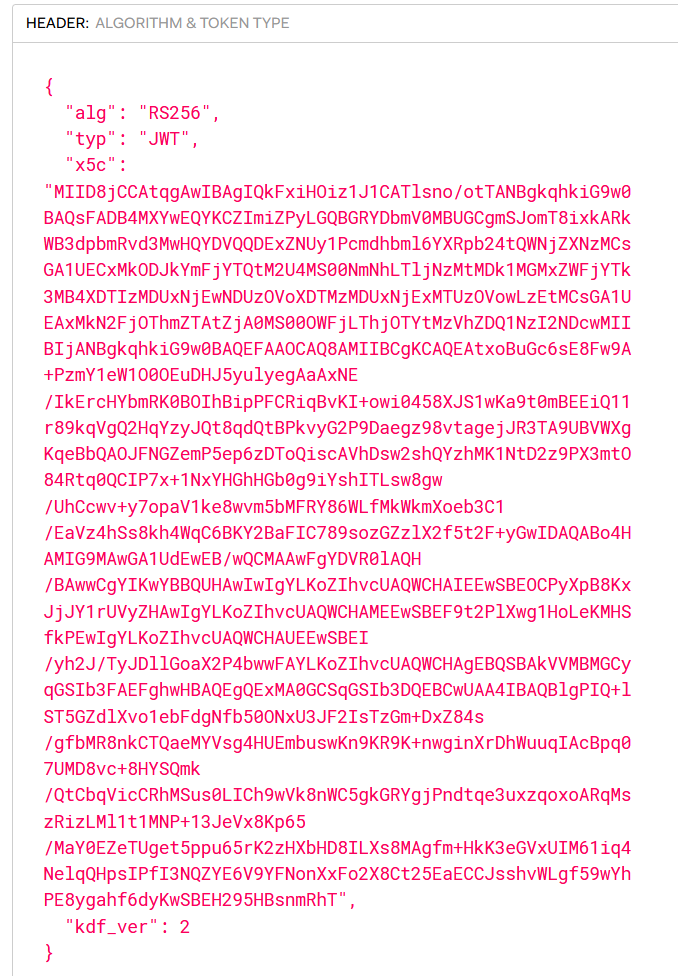 HEADER: ALGORITHM & TOKEN TYPE
{
"alg": "RS256",
"typ": "JWT",
"x5c":
"MIID8jCCAtqgAwIBAgIQkFxiHOiz1J1CATlsno/otTANBgkqhkiG9w0
BAQsFADB4MXYwEQYKCZImiZPyLGQBGRYDbmV0MBUGCgmSJomT8ixkARk
WB3dpbmRvd3MwHQYDVQQDExZNUy1Pcmdhbml6YXRpb24tQWNjZXNzMCs
GA1UECxMkODJkYmFjYTQtM2U4MS00NmNhLTljNzMtMDk1MGMxZWFjYTk
3MB4XDTIzMDUxNjEwNDUzOVoXDTMzMDUxNjExMTUzOVowLzEtMCsGA1U
EAxMkN2FjOThmZTAtZjA0MS00OWFjLThjOTYtMzVhZDQ1NzI2NDcwMII
BIjANBgkqhkiG9w0BAQEFAAOCAQ8AMIIBCgKCAQEAtxoBuGc6sE8Fw9A
+PzmY1eW1O0OEuDHJ5yulyegAaAxNE
/IkErcHYbmRK0BOIhBipPFCRiqBvKI+owi0458XJS1wKa9t0mBEEiQ11
r89kqVgQ2HqYzyJQt8qdQtBPkvyG2P9Daegz98vtagejJR3TA9UBVWXg
KqeBbQAOJFNGZemP5ep6zDToQiscAVhDsw2shQYzhMK1NtD2z9PX3mtO
84Rtq0QCIP7x+1NxYHGhHGb0g9iYshITLsw8gw
/UhCcwv+y7opaV1ke8wvm5bMFRY86WLfMkWkmXoeb3C1
/EaVz4hSs8kh4WqC6BKY2BaFIC789sozGZzlX2f5t2F+yGwIDAQABo4H
AMIG9MAwGA1UdEwEB/wQCMAAwFgYDVR0lAQH
/BAwwCgYIKwYBBQUHAwIwIgYLKoZIhvcUAQWCHAIEEwSBEOCPyXpB8Kx
JjJY1rUVyZHAwIgYLKoZIhvcUAQWCHAMEEwSBEF9t2PlXwg1HoLeKMHS
fkPEwIgYLKoZIhvcUAQWCHAUEEwSBEI
/yh2J/TyJDllGoaX2P4bwwFAYLKoZIhvcUAQWCHAgEBQSBAkVVMBMGCy
qGSIb3FAEFghwHBAQEgQExMA0GCSqGSIb3DQEBCwUAA4IBAQBlgPIQ+l
ST5GZdlXvo1ebFdgNfb50ONxU3JF2IsTzGm+DxZ84s
/gfbMR8nkCTQaeMYVsg4HUEmbuswKn9KR9K+nwginXrDhWuuqIAcBpq0
7UMD8vc+8HYSQmk
/QtCbqVicCRhMSus0LICh9wVk8nWC5gkGRYgjPndtqe3uxzqoxoARqMs
zRizLMl1t1MNP+13JeVx8Kp65
/MaY0EZeTUget5ppu65rK2zHXbHD8ILXs8MAgfm+HkK3eGVxUIM61iq4
NelqQHpsIPfI3NQZYE6V9YFNonXxFo2X8Ct25EaECCJsshvWLgf59wYh
PE8ygahf6dyKwSBEH295HBsnmRhT",
"kdf_ver": 2
}